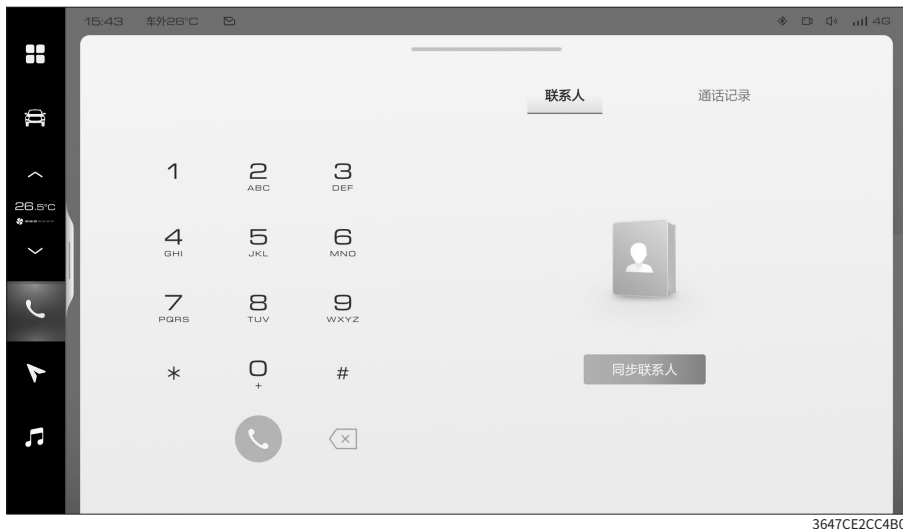 15:43 车外26°C 4G
联系人 通话记录
1 2 3
ABC DEF
26.5°C
4 5 6
GHI JKL MNO
7 8 9
PQRS TUV WXYZ
* 0 #
+
同步联系人
3647CE2CC4B0